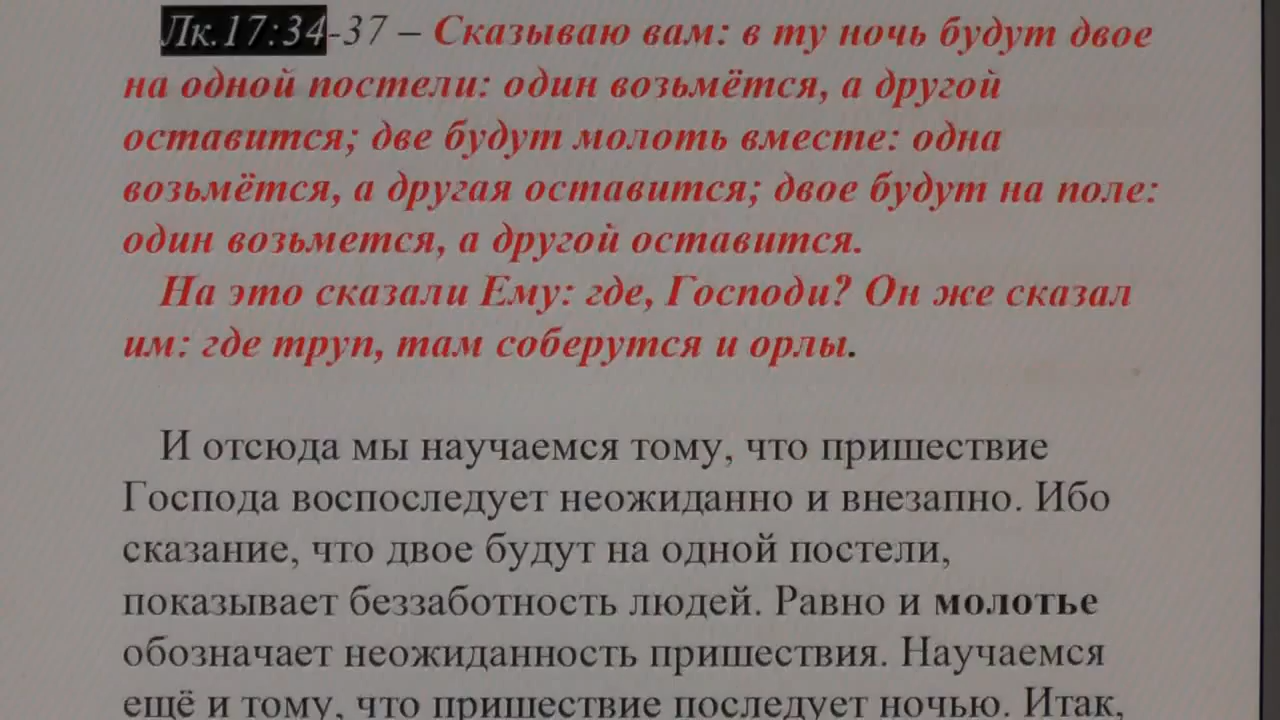 Лк.17:34-37 – Сказываю вам: в ту ночь будут двое
на одной постели: один возьмётся, а другой
оставится; две будут молоть вместе: одна
возьмётся, а другая оставится; двое будут на поле:
один возьмется, а другой оставится.
На это сказали Ему: где, Господи? Он же сказал
им: где труп, там соберутся и орлы.
И отсюда мы научаемся тому, что пришествие
Господа воспоследует неожиданно и внезапно. Ибо
сказание, что двое будут на одной постели,
показывает беззаботность людей. Равно и молотье
обозначает неожиданность пришествия. Научаемся
ещё и тому, что пришествие последует ночью. Итак,